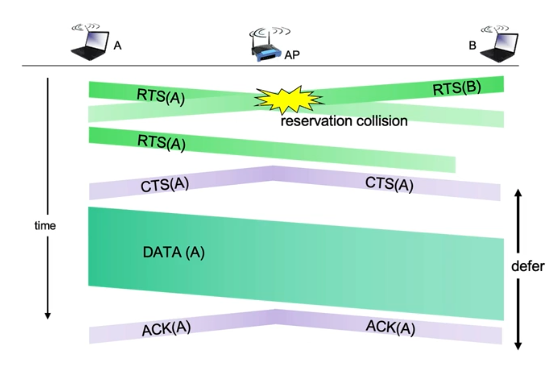 A
AP
B
RTS(A)
RTS(B)
reservation collision
RTS(A)
CTS(A)
CTS(A)
time
DATA (A)
defer
ACK(A)
ACK(A)